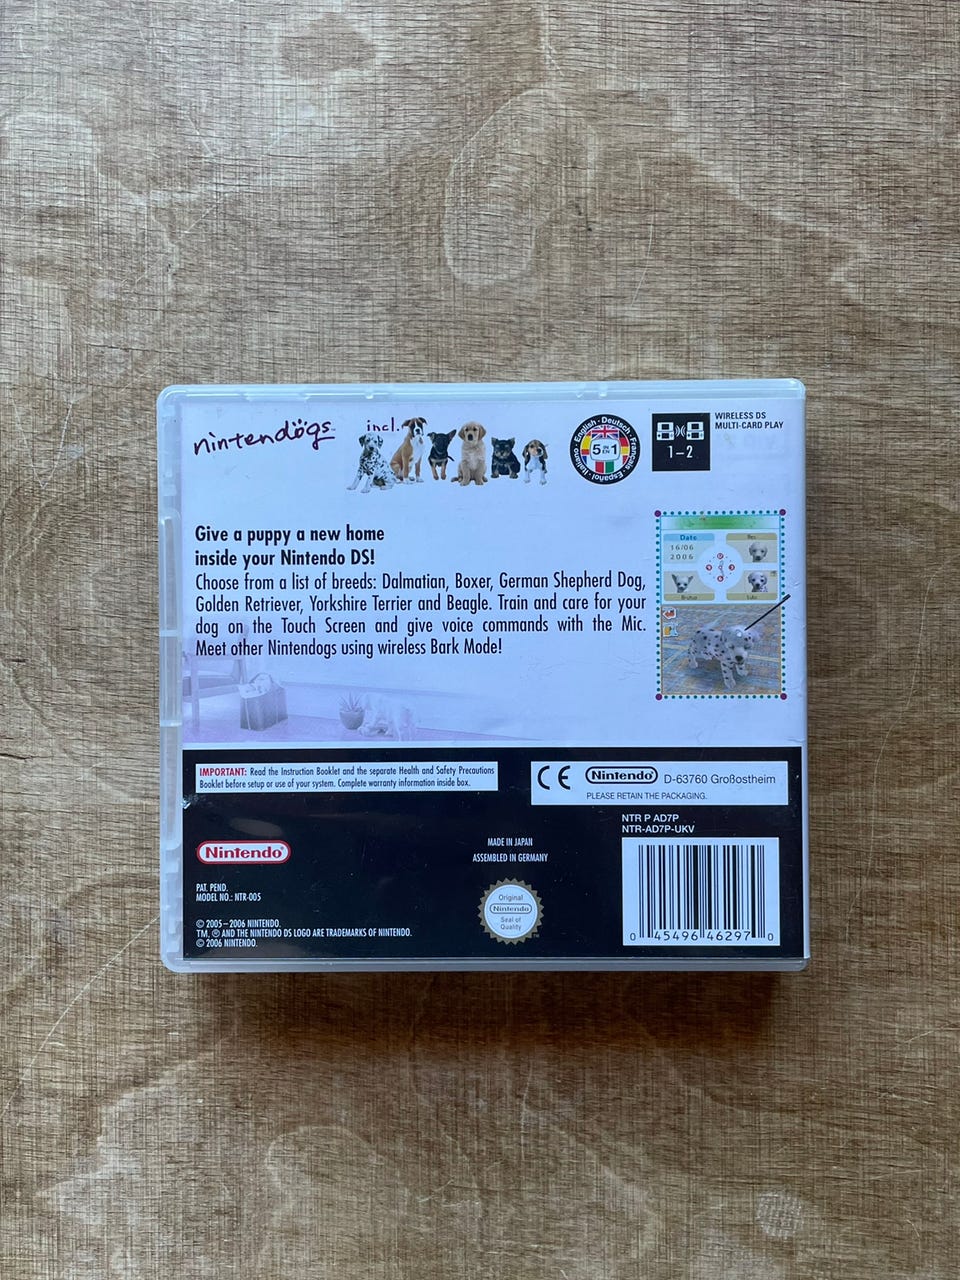 nintendögs™
incl.
English · Deutsch · Français · Español · Italiano
5 IN EN 1
1-2
WIRELESS DS
MULTI-CARD PLAY
Give a puppy a new home
inside your Nintendo DS!
Choose from a list of breeds: Dalmatian, Boxer, German Shepherd Dog,
Golden Retriever, Yorkshire Terrier and Beagle. Train and care for your
dog on the Touch Screen and give voice commands with the Mic.
Meet other Nintendogs using wireless Bark Mode!
Date
16/06
2006
IMPORTANT: Read the Instruction Booklet and the separate Health and Safety Precautions
Booklet before setup or use of your system. Complete warranty information inside box.
CE Nintendo® D-63760 Großostheim
PLEASE RETAIN THE PACKAGING.
NTR P AD7P
NTR-AD7P-UKV
Nintendo®
MADE IN JAPAN
ASSEMBLED IN GERMANY
PAT. PEND.
MODEL NO.: NTR-005
Original
Nintendo
Seal of
Quality
TM
© 2005–2006 NINTENDO.
TM, ® AND THE NINTENDO DS LOGO ARE TRADEMARKS OF NINTENDO.
© 2006 NINTENDO.
0 45496 46297 0